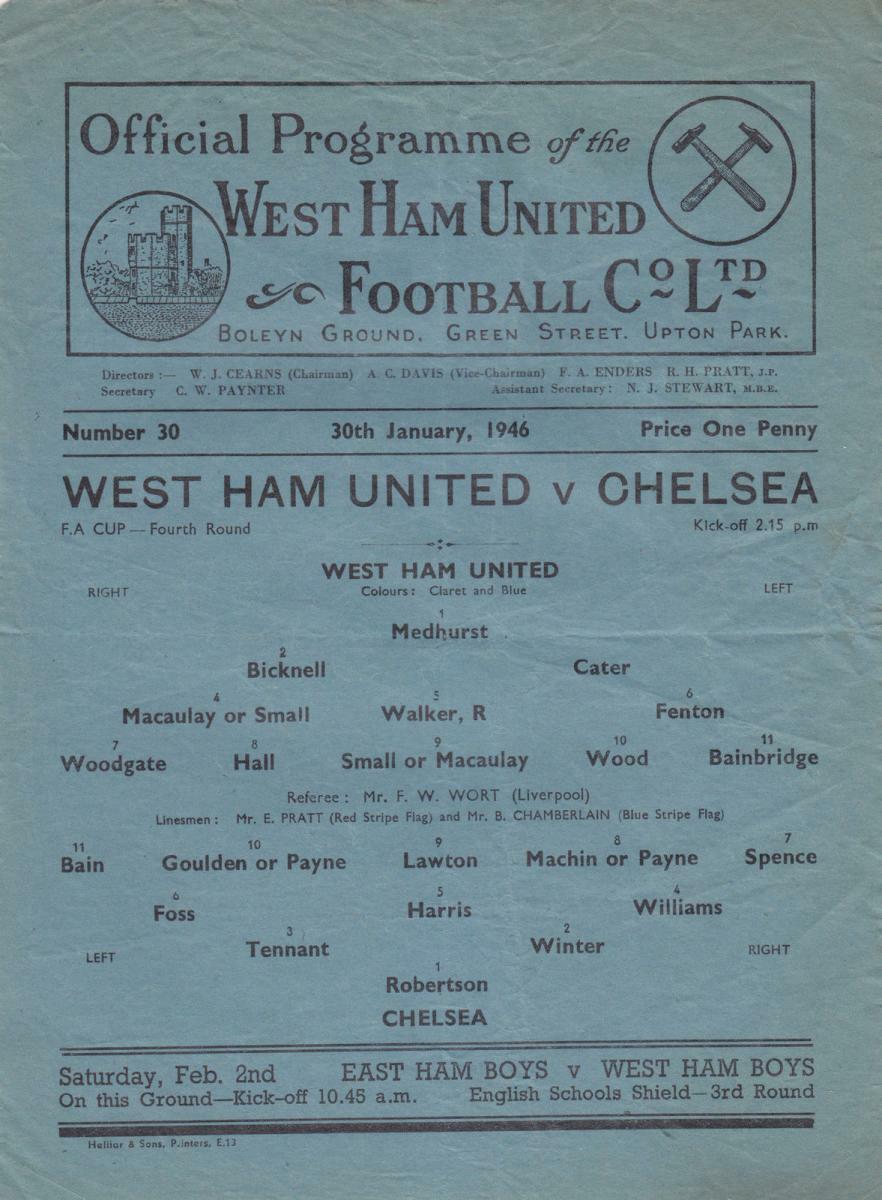 Official Programme of the
WEST HAM UNITED
FOOTBALL Co LTD
BOLEYN GROUND. GREEN STREET. UPTON PARK.
Directors :— W. J. CEARNS (Chairman) A. C. DAVIS (Vice-Chairman) F. A. ENDERS R. H. PRATT, J.P.
Secretary C. W. PAYNTER Assistant Secretary: N. J. STEWART, M.B.E.
Number 30 30th January, 1946 Price One Penny
WEST HAM UNITED v CHELSEA
F.A CUP — Fourth Round Kick-off 2.15 p.m
WEST HAM UNITED
RIGHT Colours: Claret and Blue LEFT
1
Medhurst
2
Bicknell Cater
4 5 6
Macaulay or Small Walker, R Fenton
7 8 9 10 11
Woodgate Hall Small or Macaulay Wood Bainbridge
Referee : Mr. F. W. WORT (Liverpool)
Linesmen : Mr. E. PRATT (Red Stripe Flag) and Mr. B. CHAMBERLAIN (Blue Stripe Flag)
11 10 9 8 7
Bain Goulden or Payne Lawton Machin or Payne Spence
6 5 4
Foss Harris Williams
3 2
LEFT Tennant Winter RIGHT
1
Robertson
CHELSEA
Saturday, Feb. 2nd EAST HAM BOYS v WEST HAM BOYS
On this Ground—Kick-off 10.45 a.m. English Schools Shield—3rd Round
Helliar & Sons, Printers, E.13